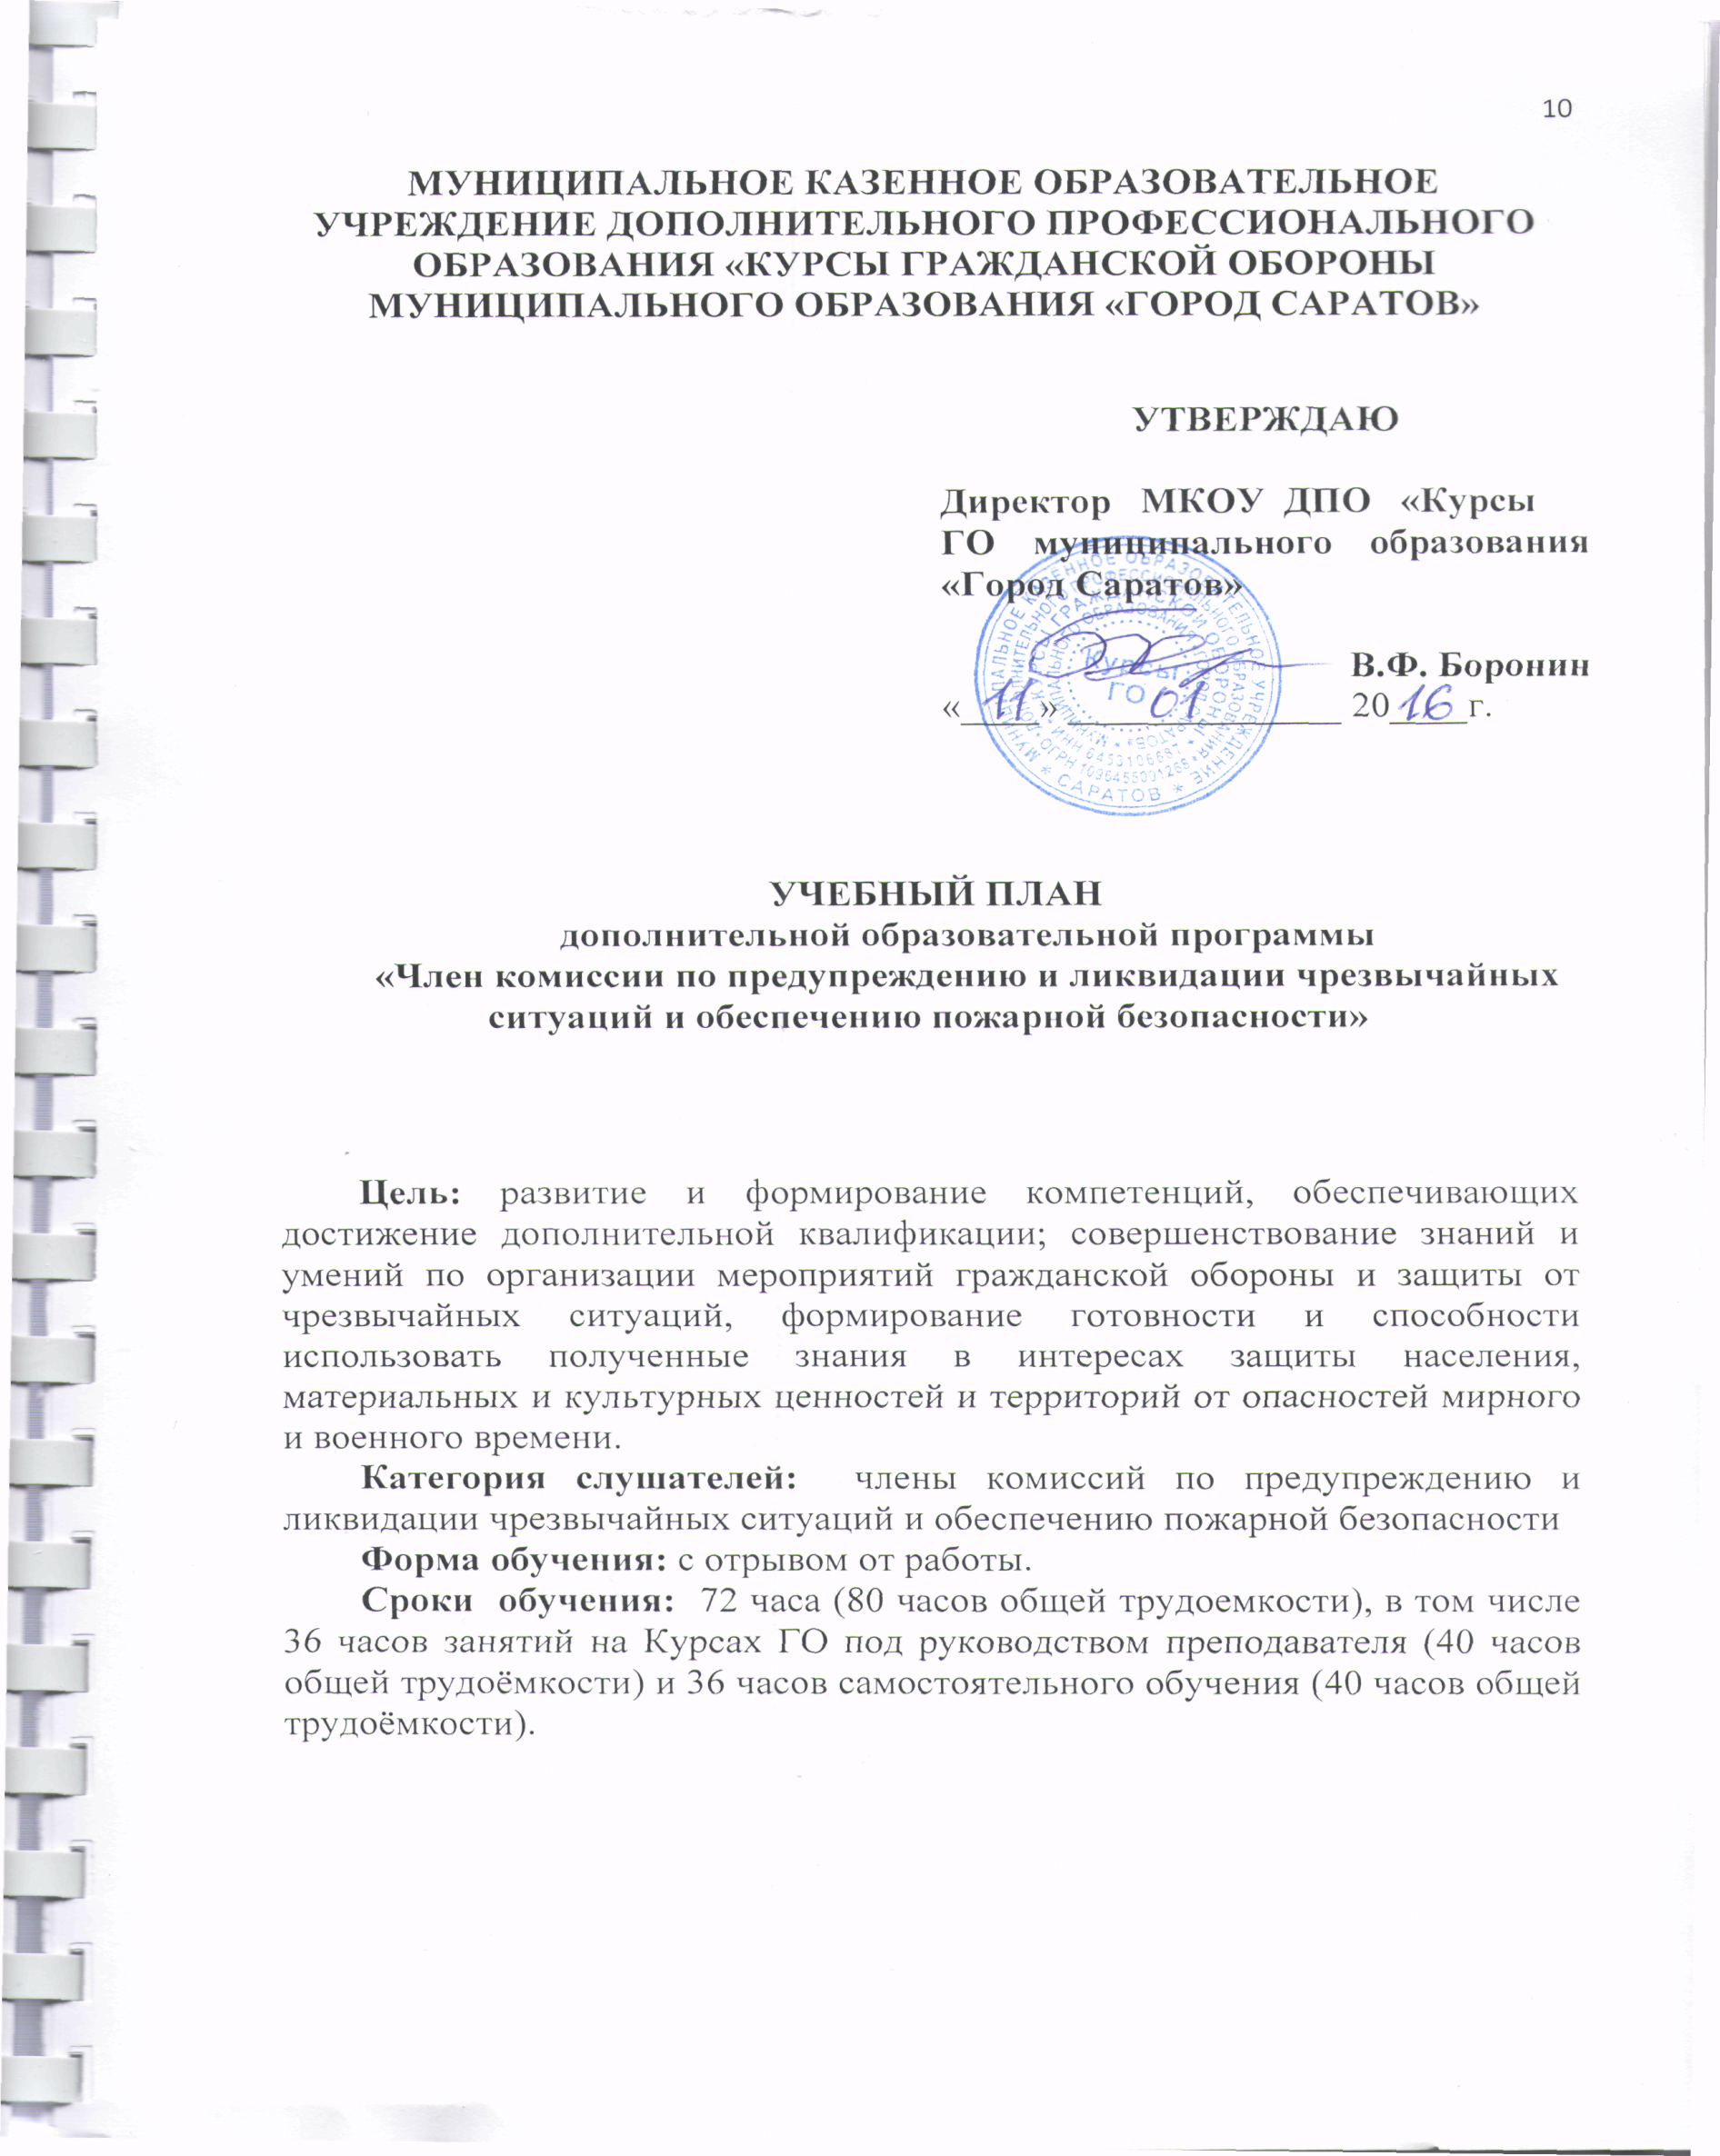 10
МУНИЦИПАЛЬНОЕ КАЗЕННОЕ ОБРАЗОВАТЕЛЬНОЕ
УЧРЕЖДЕНИЕ ДОПОЛНИТЕЛЬНОГО ПРОФЕССИОНАЛЬНОГО
ОБРАЗОВАНИЯ «КУРСЫ ГРАЖДАНСКОЙ ОБОРОНЫ
МУНИЦИПАЛЬНОГО ОБРАЗОВАНИЯ «ГОРОД САРАТОВ»
УТВЕРЖДАЮ
Директор МКОУ ДПО «Курсы
ГО муниципального образования
«Город Саратов»
В.Ф. Боронин
«11» 01 2016 г.
Курсы
ГО
* САРАТОВ *
УЧЕБНЫЙ ПЛАН
дополнительной образовательной программы
«Член комиссии по предупреждению и ликвидации чрезвычайных
ситуаций и обеспечению пожарной безопасности»
Цель: развитие и формирование компетенций, обеспечивающих
достижение дополнительной квалификации; совершенствование знаний и
умений по организации мероприятий гражданской обороны и защиты от
чрезвычайных ситуаций, формирование готовности и способности
использовать полученные знания в интересах защиты населения,
материальных и культурных ценностей и территорий от опасностей мирного
и военного времени.
Категория слушателей: члены комиссий по предупреждению и
ликвидации чрезвычайных ситуаций и обеспечению пожарной безопасности
Форма обучения: с отрывом от работы.
Сроки обучения: 72 часа (80 часов общей трудоемкости), в том числе
36 часов занятий на Курсах ГО под руководством преподавателя (40 часов
общей трудоёмкости) и 36 часов самостоятельного обучения (40 часов общей
трудоёмкости).